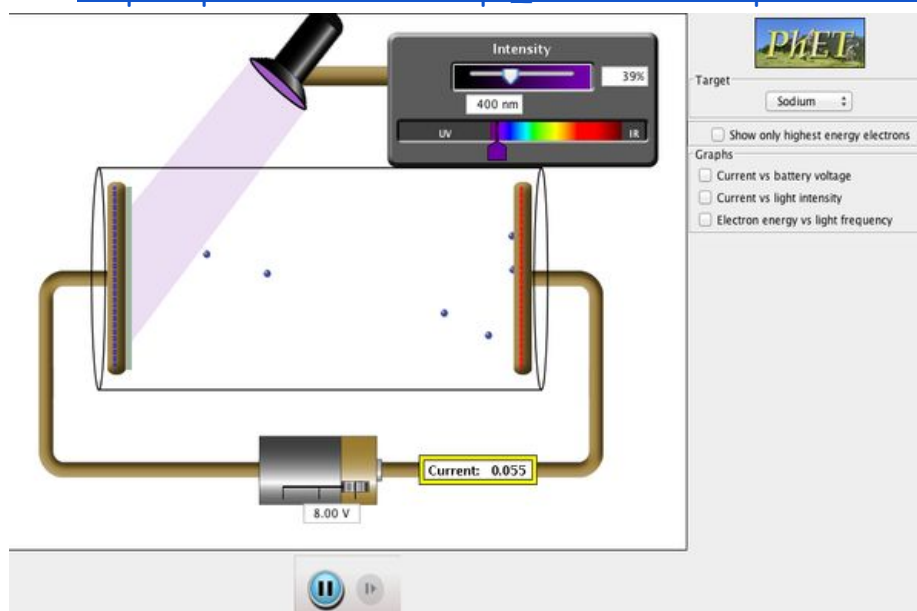 Intensity
39%
400 nm
UV
IR
PhET
Target
Sodium
Show only highest energy electrons
Graphs
Current vs battery voltage
Current vs light intensity
Electron energy vs light frequency
Current: 0.055
8.00 V